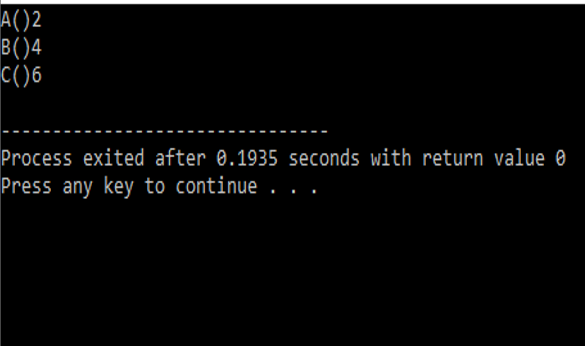 A()2
B()4
C()6
--------------------------------
Process exited after 0.1935 seconds with return value 0
Press any key to continue . . .